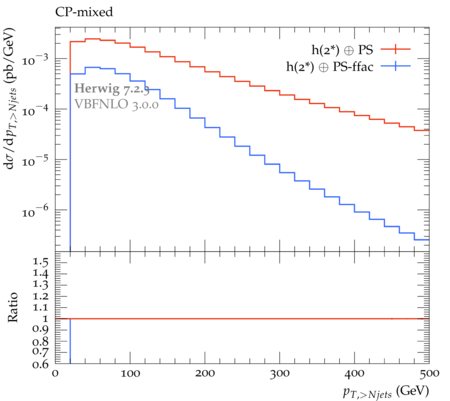 CP-mixed
h(2*) ⊕ PS
h(2*) ⊕ PS-ffac
Herwig 7.2.3
VBFNLO 3.0.0
10⁻³
10⁻⁴
10⁻⁵
10⁻⁶
dσ/dp_{T,>Njets} (pb/GeV)
1.5
1.4
1.3
1.2
1.1
1
0.9
0.8
0.7
0.6
Ratio
0 100 200 300 400 500
p_{T,>Njets} (GeV)